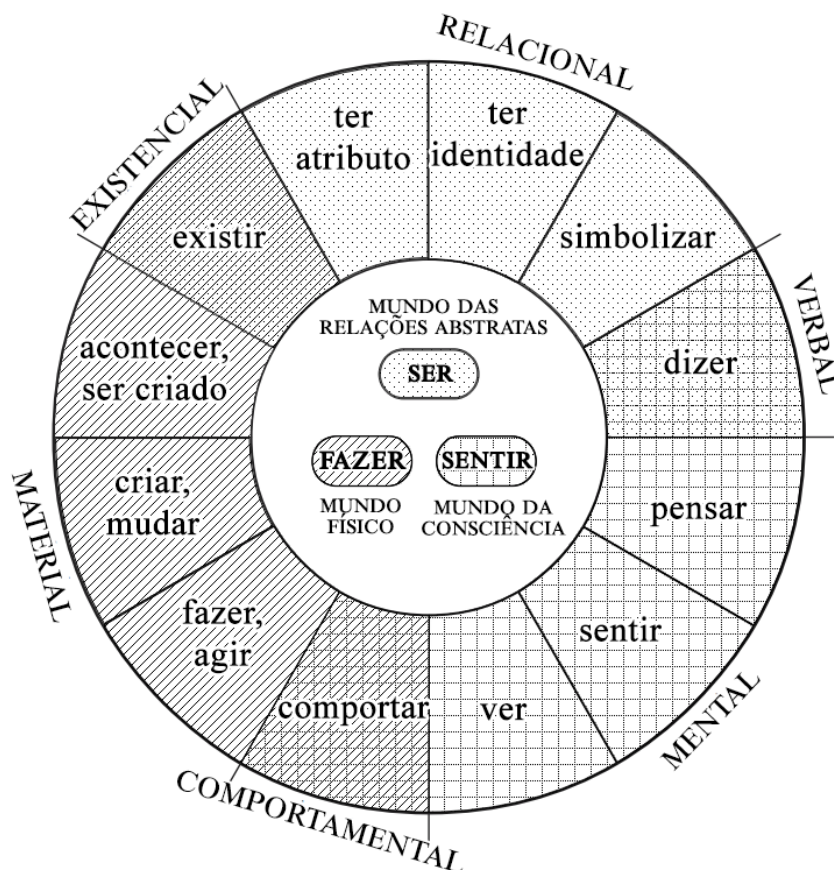 RELACIONAL
EXISTENCIAL
ter
atributo
ter
identidade
existir
simbolizar
MUNDO DAS
RELAÇÕES ABSTRATAS
SER
VERBAL
acontecer,
ser criado
dizer
FAZER
SENTIR
MUNDO
FÍSICO
MUNDO DA
CONSCIÊNCIA
MATERIAL
criar,
mudar
pensar
fazer,
agir
sentir
comportar
ver
MENTAL
COMPORTAMENTAL